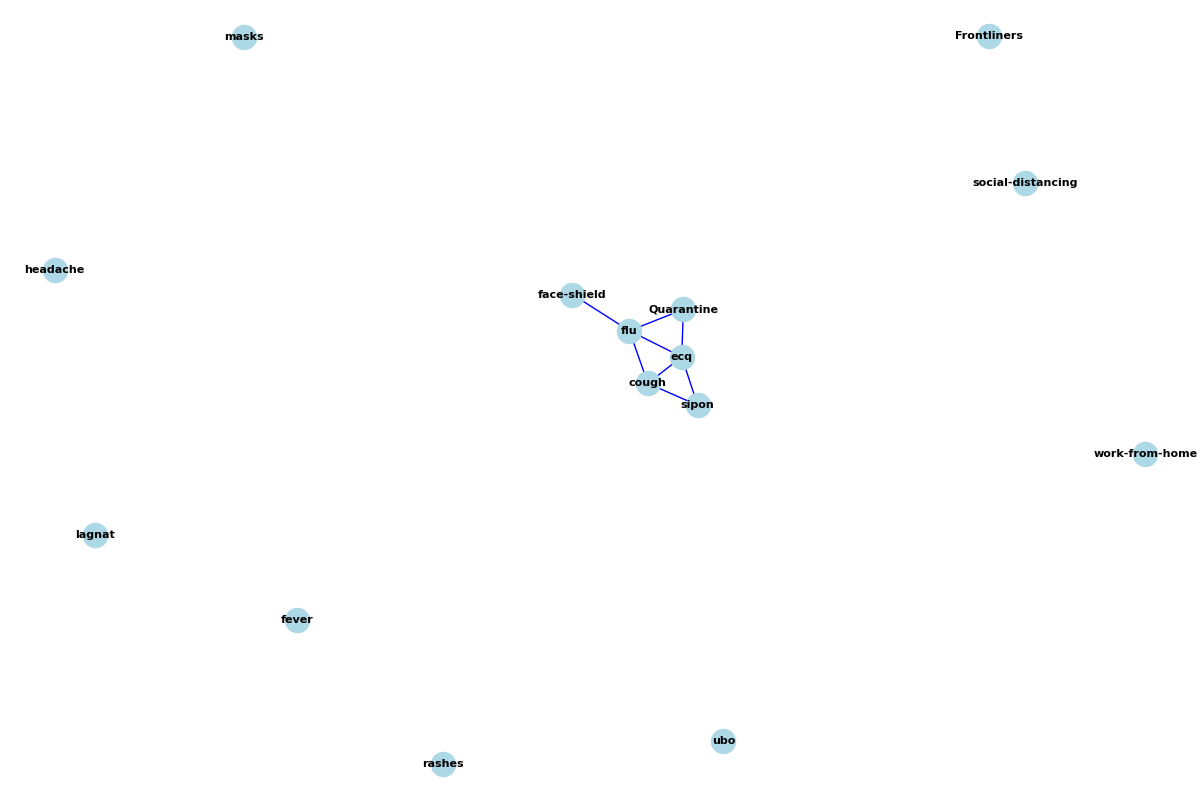 masks
Frontliners
social-distancing
headache
face-shield
Quarantine
flu
ecq
cough
sipon
work-from-home
lagnat
fever
ubo
rashes